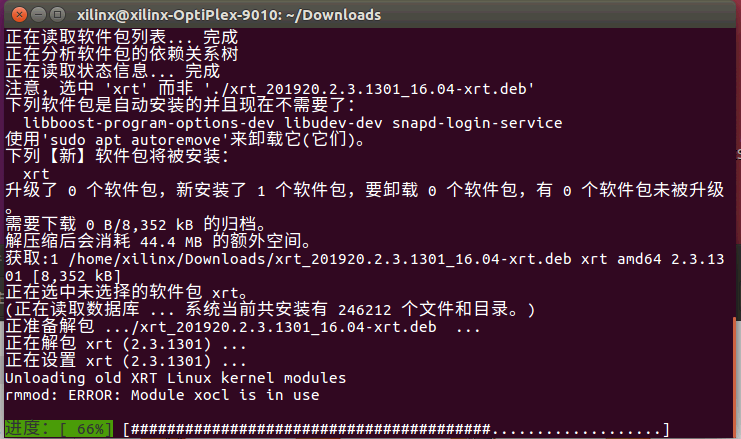 xilinx@xilinx-OptiPlex-9010: ~/Downloads
正在读取软件包列表... 完成
正在分析软件包的依赖关系树
正在读取状态信息... 完成
注意，选中 'xrt' 而非 './xrt_201920.2.3.1301_16.04-xrt.deb'
下列软件包是自动安装的并且现在不需要了：
libboost-program-options-dev libudev-dev snapd-login-service
使用'sudo apt autoremove'来卸载它(它们)。
下列【新】软件包将被安装：
xrt
升级了 0 个软件包，新安装了 1 个软件包，要卸载 0 个软件包，有 0 个软件包未被升级
。
需要下载 0 B/8,352 kB 的归档。
解压缩后会消耗 44.4 MB 的额外空间。
获取:1 /home/xilinx/Downloads/xrt_201920.2.3.1301_16.04-xrt.deb xrt amd64 2.3.13
01 [8,352 kB]
正在选中未选择的软件包 xrt。
(正在读取数据库 ... 系统当前共安装有 246212 个文件和目录。)
正准备解包 .../xrt_201920.2.3.1301_16.04-xrt.deb  ...
正在解包 xrt (2.3.1301) ...
正在设置 xrt (2.3.1301) ...
Unloading old XRT Linux kernel modules
rmmod: ERROR: Module xocl is in use
进度：[ 66%] [########################################...................]